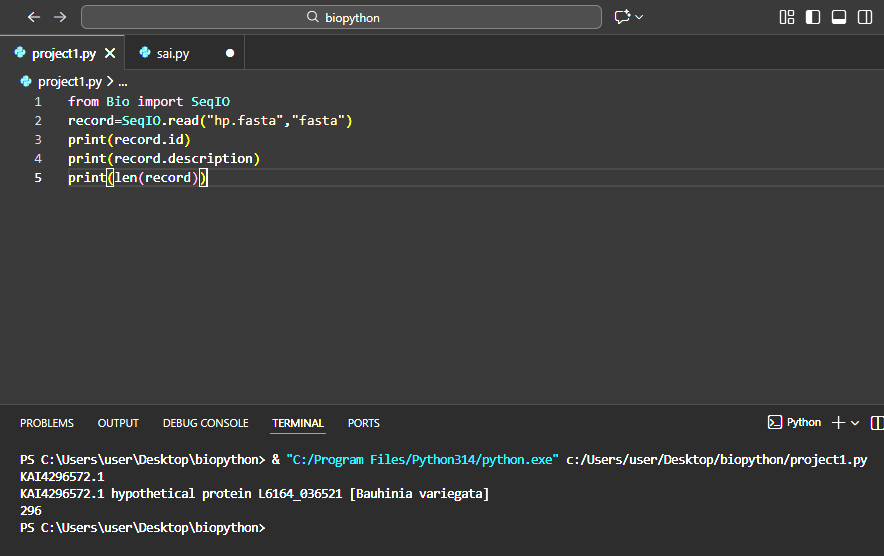 biopython
project1.py
sai.py
project1.py > ...
1 from Bio import SeqIO
2 record=SeqIO.read("hp.fasta","fasta")
3 print(record.id)
4 print(record.description)
5 print(len(record))
PROBLEMS OUTPUT DEBUG CONSOLE TERMINAL PORTS Python
PS C:\Users\user\Desktop\biopython> & "C:/Program Files/Python314/python.exe" c:/Users/user/Desktop/biopython/project1.py
KAI4296572.1
KAI4296572.1 hypothetical protein L6164_036521 [Bauhinia variegata]
296
PS C:\Users\user\Desktop\biopython>